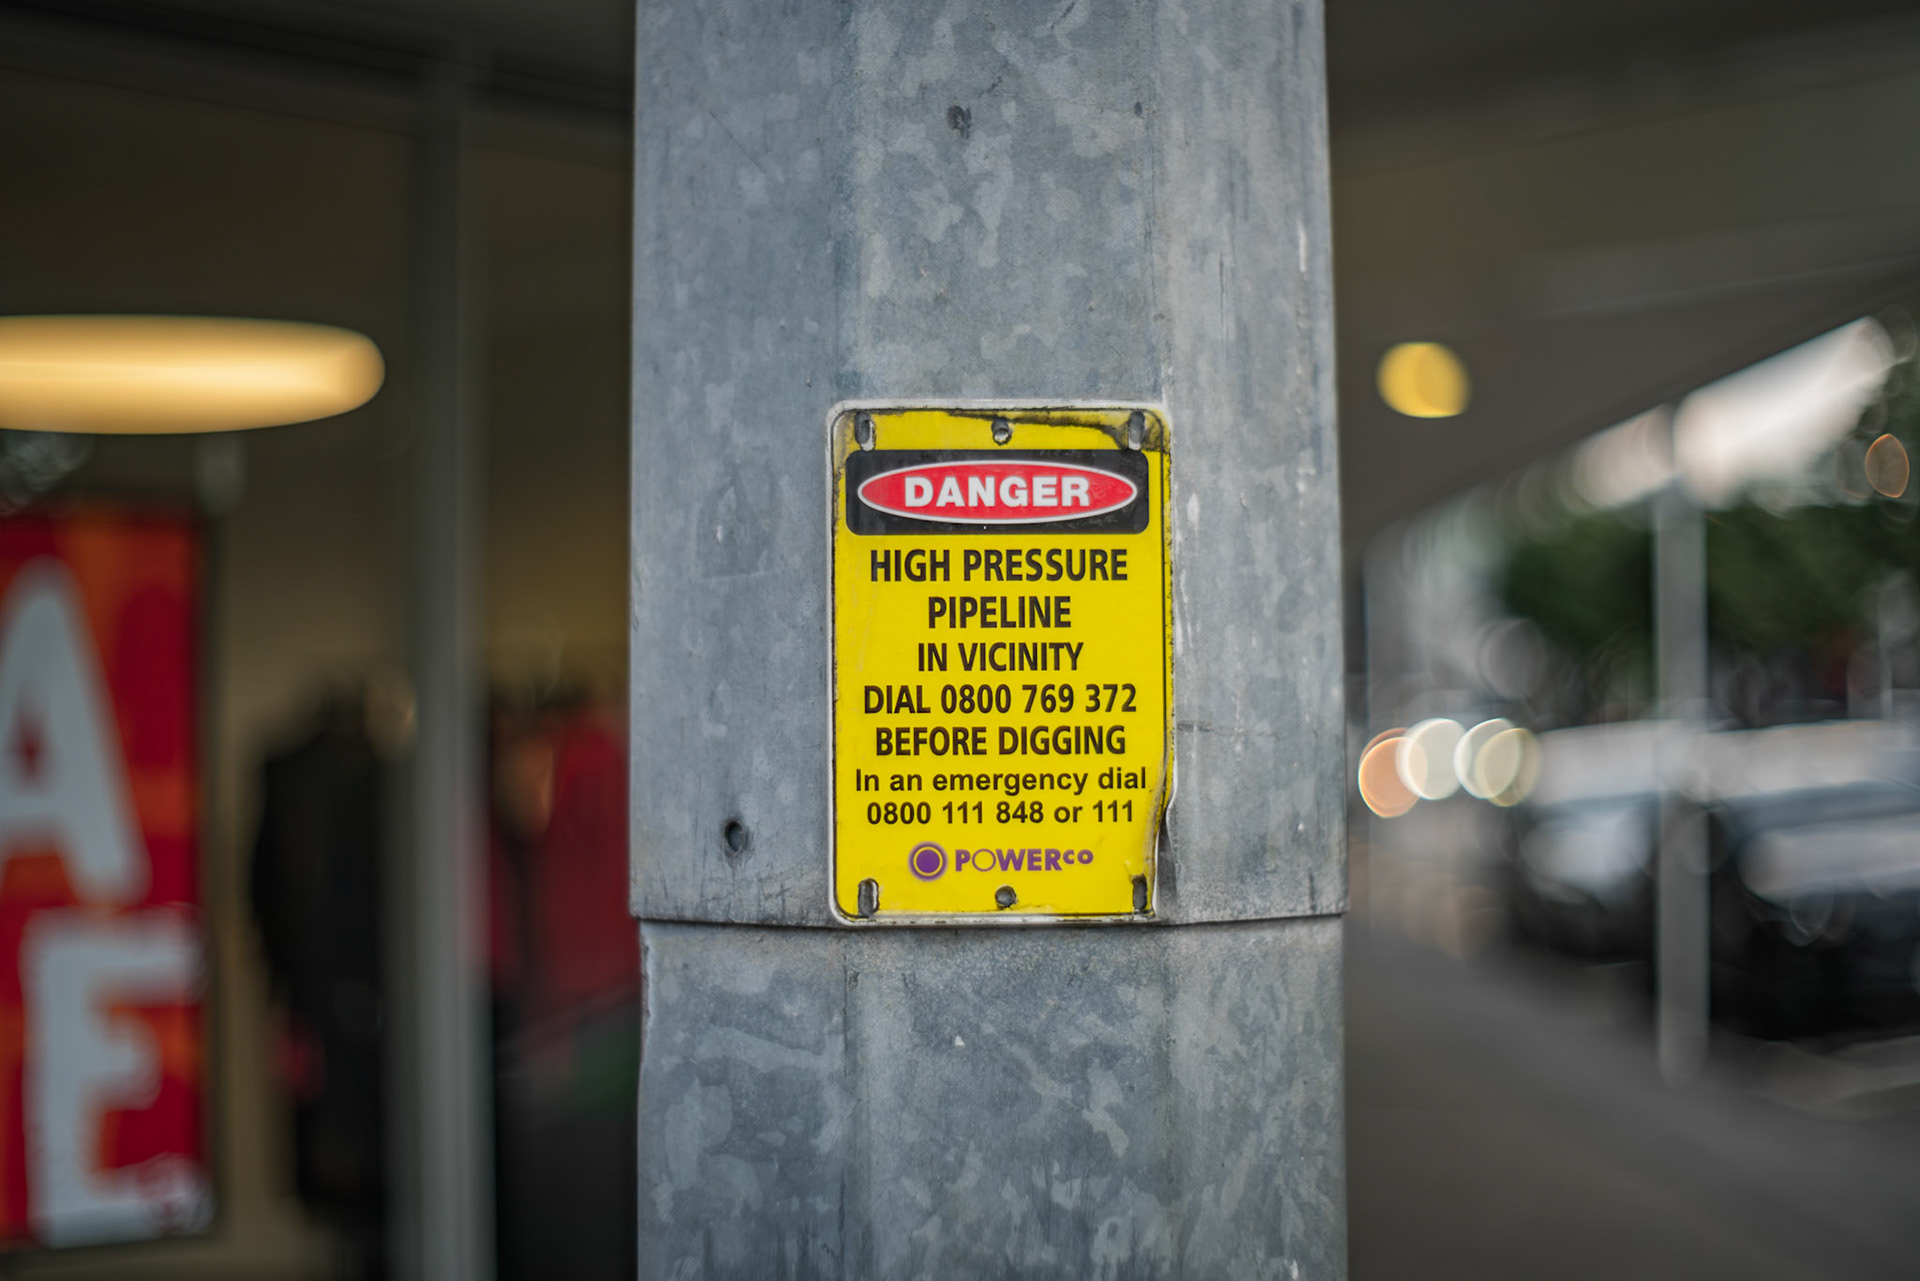 A
E
DANGER
HIGH PRESSURE
PIPELINE
IN VICINITY
DIAL 0800 769 372
BEFORE DIGGING
In an emergency dial
0800 111 848 or 111
POWERCO